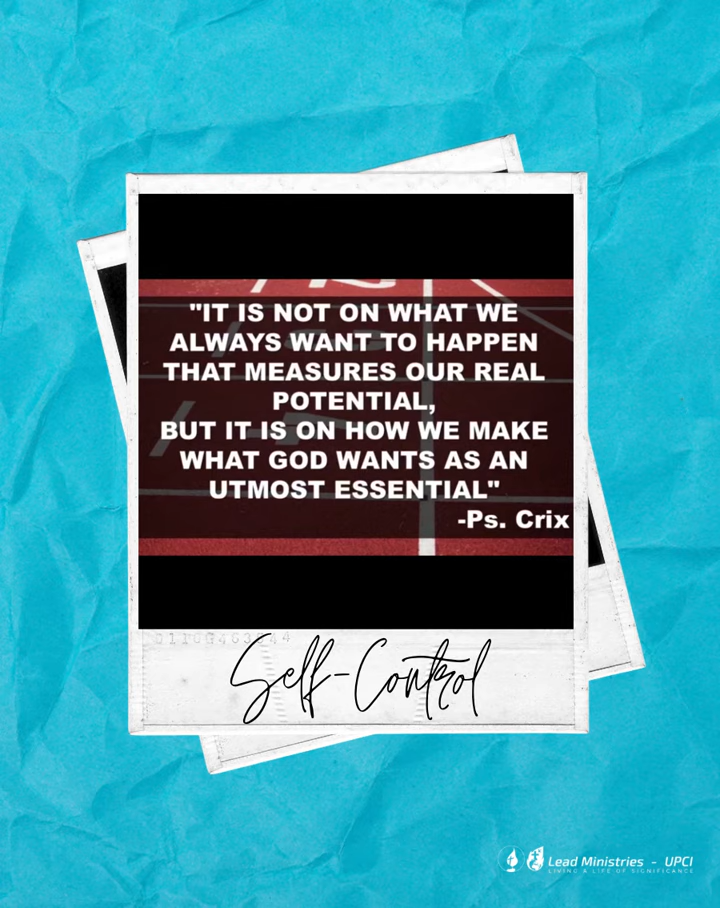 "IT IS NOT ON WHAT WE
ALWAYS WANT TO HAPPEN
THAT MEASURES OUR REAL
POTENTIAL,
BUT IT IS ON HOW WE MAKE
WHAT GOD WANTS AS AN
UTMOST ESSENTIAL"
-Ps. Crix
Self-Control
Lead Ministries - UPCI
LIVING A LIFE OF SIGNIFICANCE